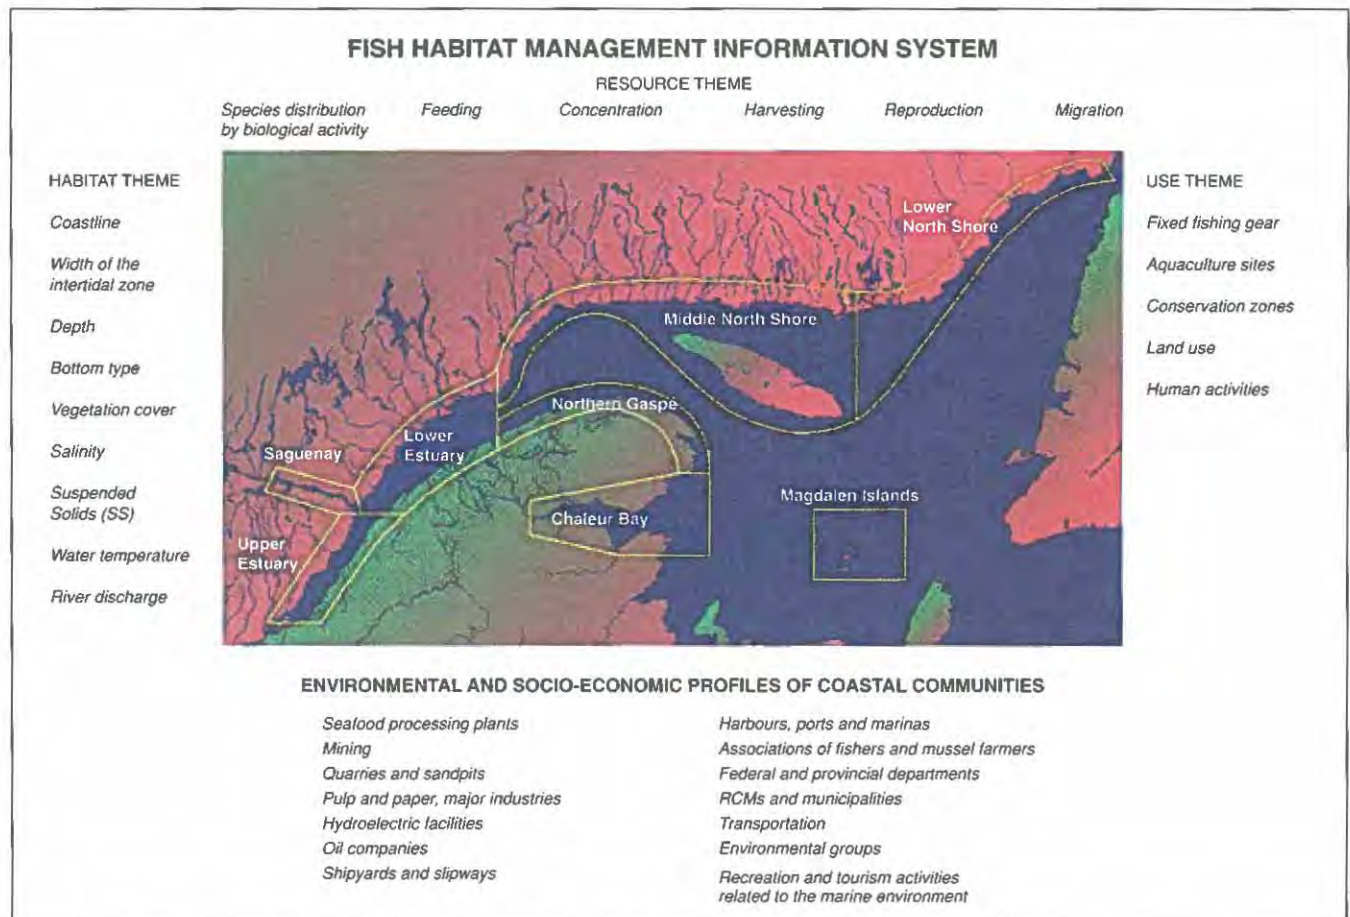 FISH HABITAT MANAGEMENT INFORMATION SYSTEM
RESOURCE THEME
Species distribution
by biological activity
Feeding
Concentration
Harvesting
Reproduction
Migration
HABITAT THEME
Coastline
Width of the
intertidal zone
Depth
Bottom type
Vegetation cover
Salinity
Suspended
Solids (SS)
Water temperature
River discharge
Lower
North Shore
Middle North Shore
Northern Gaspé
Lower
Estuary
Saguenay
Magdalen Islands
Chaleur Bay
Upper
Estuary
USE THEME
Fixed fishing gear
Aquaculture sites
Conservation zones
Land use
Human activities
ENVIRONMENTAL AND SOCIO-ECONOMIC PROFILES OF COASTAL COMMUNITIES
Seafood processing plants
Mining
Quarries and sandpits
Pulp and paper, major industries
Hydroelectric facilities
Oil companies
Shipyards and slipways
Harbours, ports and marinas
Associations of fishers and mussel farmers
Federal and provincial departments
RCMs and municipalities
Transportation
Environmental groups
Recreation and tourism activities
related to the marine environment